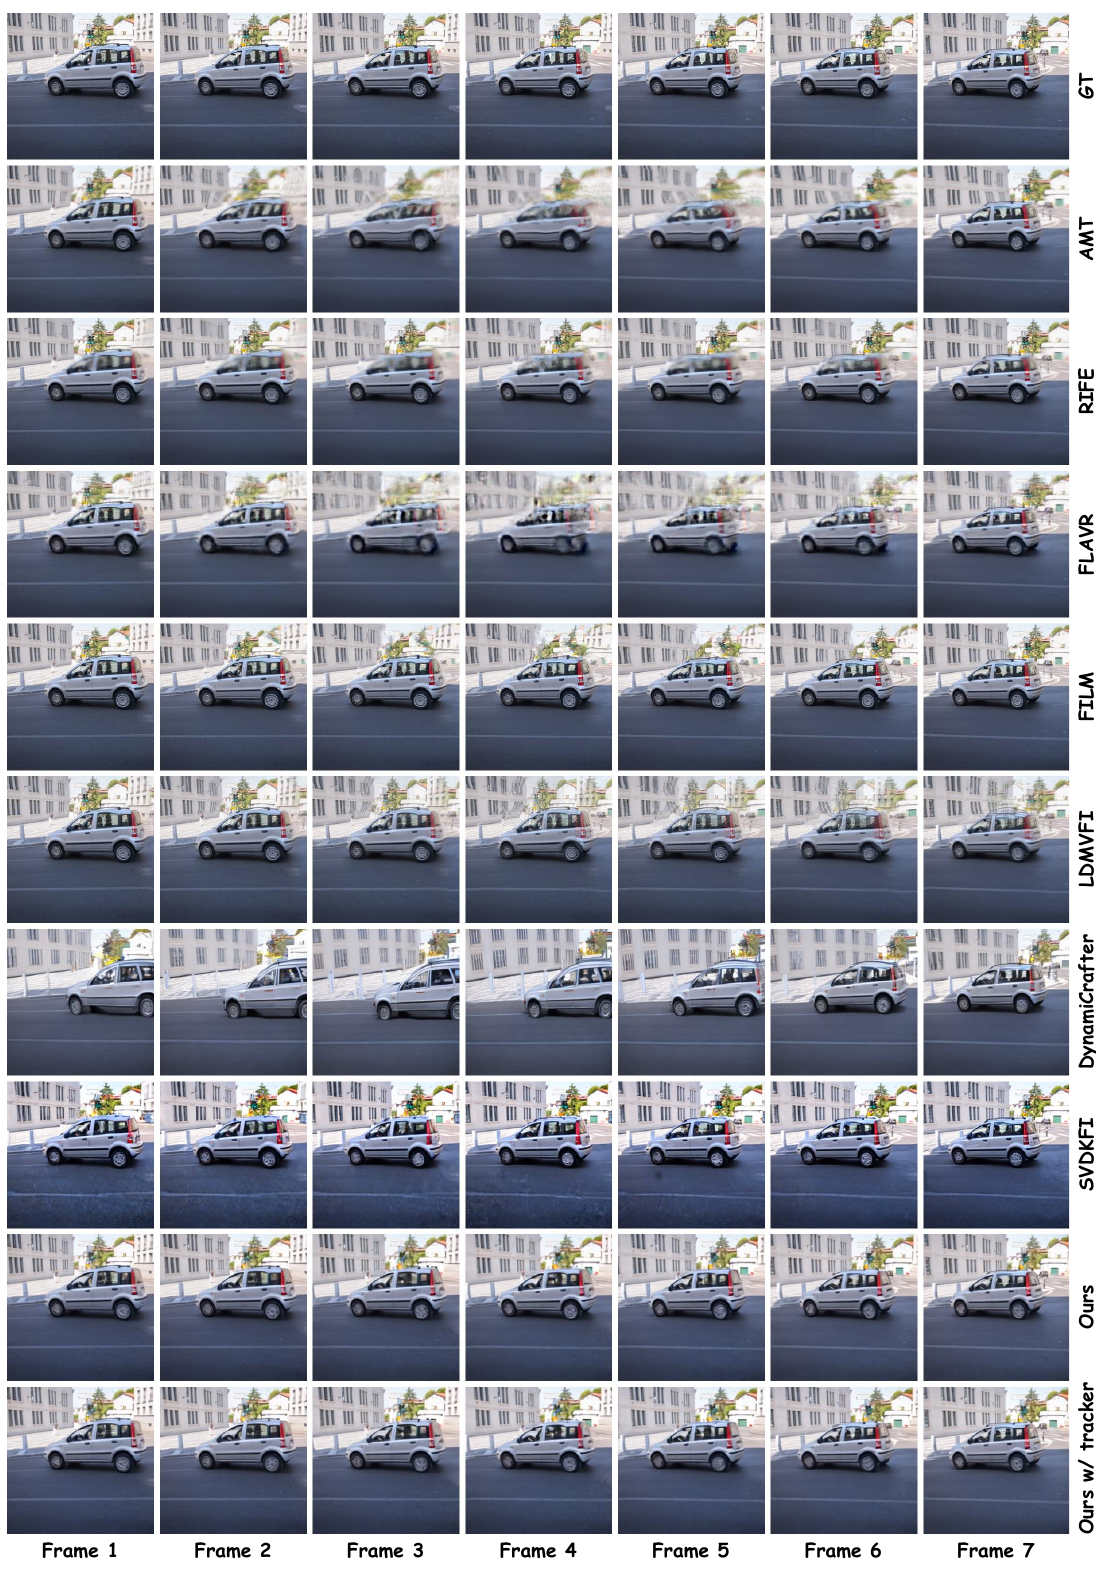 GT
AMT
RIFE
FLAVR
FILM
LDMVFI
DynamiCrafter
SVDKFI
Ours
Ours w/ tracker
Frame 1 Frame 2 Frame 3 Frame 4 Frame 5 Frame 6 Frame 7